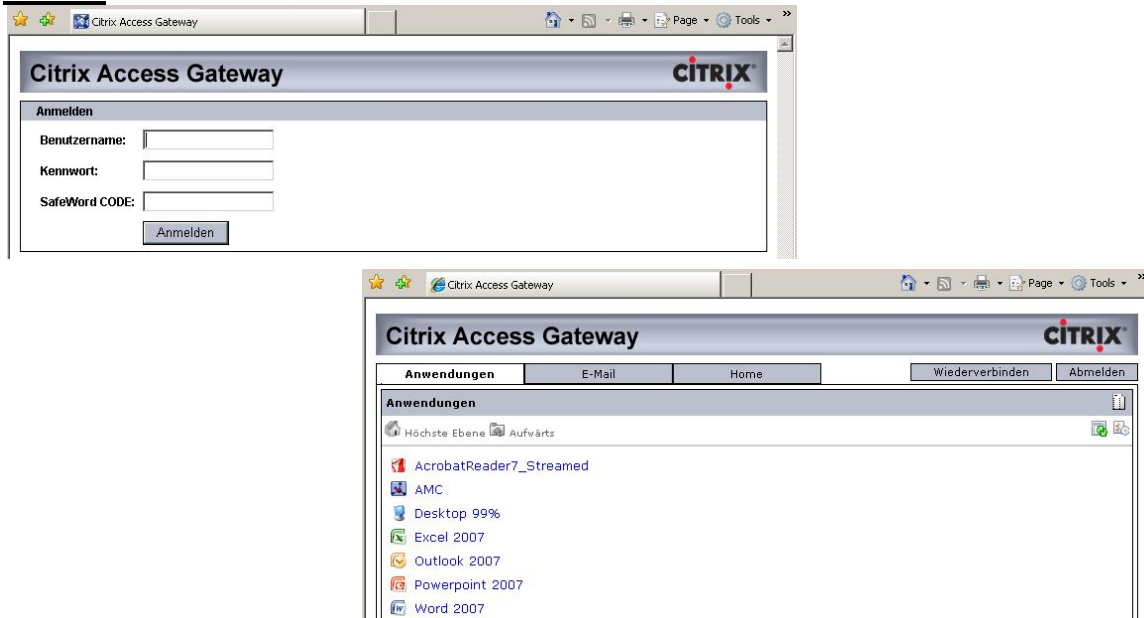 Citrix Access Gateway
Page
Tools
»
Citrix Access Gateway
CITRIX
Anmelden
Benutzername:
Kennwort:
SafeWord CODE:
Anmelden
Citrix Access Gateway
Page
Tools
»
Citrix Access Gateway
CITRIX
Anwendungen E-Mail Home Wiederverbinden Abmelden
Anwendungen
Höchste Ebene Aufwärts
AcrobatReader7_Streamed
AMC
Desktop 99%
Excel 2007
Outlook 2007
Powerpoint 2007
Word 2007